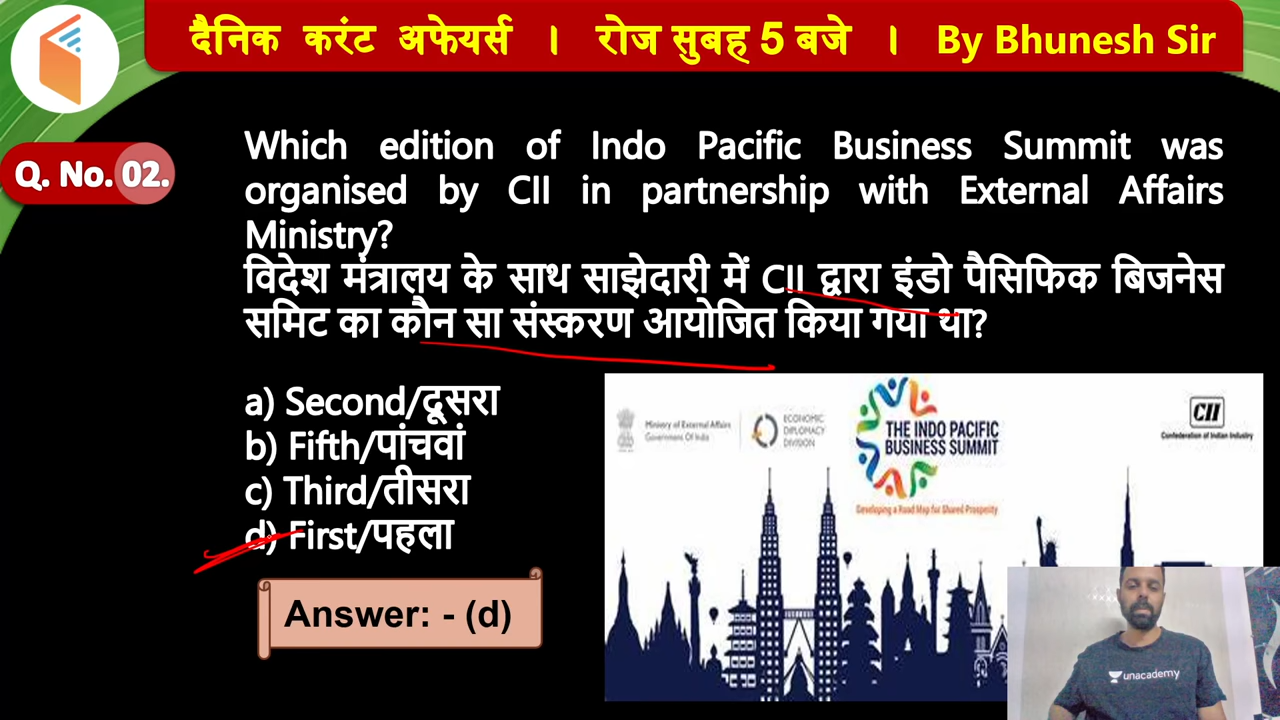 दैनिक करंट अफेयर्स । रोज सुबह 5 बजे । By Bhunesh Sir
Q. No. 02.
Which edition of Indo Pacific Business Summit was
organised by CII in partnership with External Affairs
Ministry?
विदेश मंत्रालय के साथ साझेदारी में CII द्वारा इंडो पैसिफिक बिजनेस
समिट का कौन सा संस्करण आयोजित किया गया था?
a) Second/दूसरा
b) Fifth/पांचवां
c) Third/तीसरा
d) First/पहला
Answer: - (d)
Ministry of External Affairs
Government Of India
ECONOMIC
DIPLOMACY
DIVISION
THE INDO PACIFIC
BUSINESS SUMMIT
Developing a Road Map for Shared Prosperity
CII
Confederation of Indian Industry
unacademy